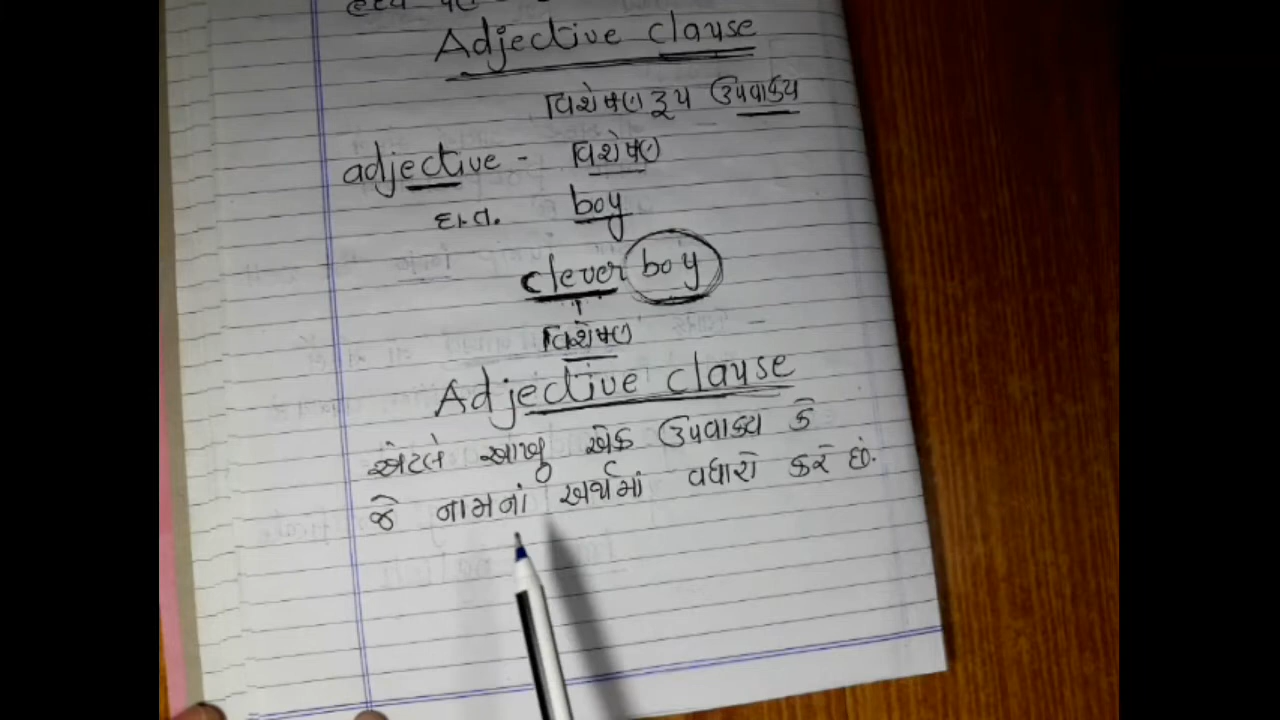 Adjective clause
વિશેષણ રૂપ ઉપવાક્ય
adjective - વિશેષણ
દા.ત. boy
clever boy
વિશેષણ
Adjective clause
એટલે આખુ એક ઉપવાક્ય કે
જે નામનાં અર્થમાં વધારો કરે છે.